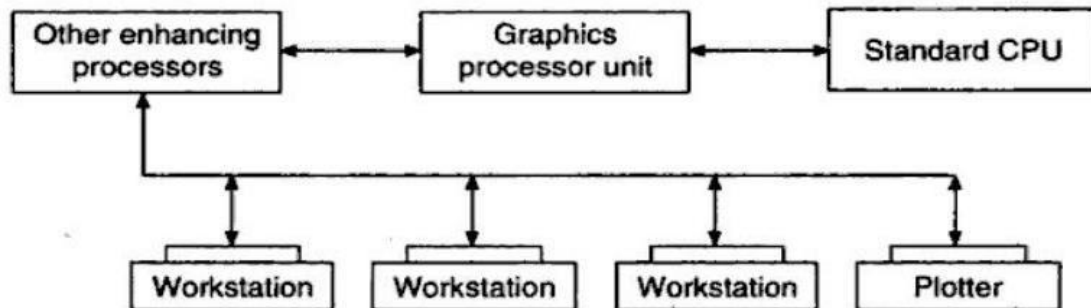 Other enhancing
processors
Graphics
processor unit
Standard CPU
Workstation
Workstation
Workstation
Plotter